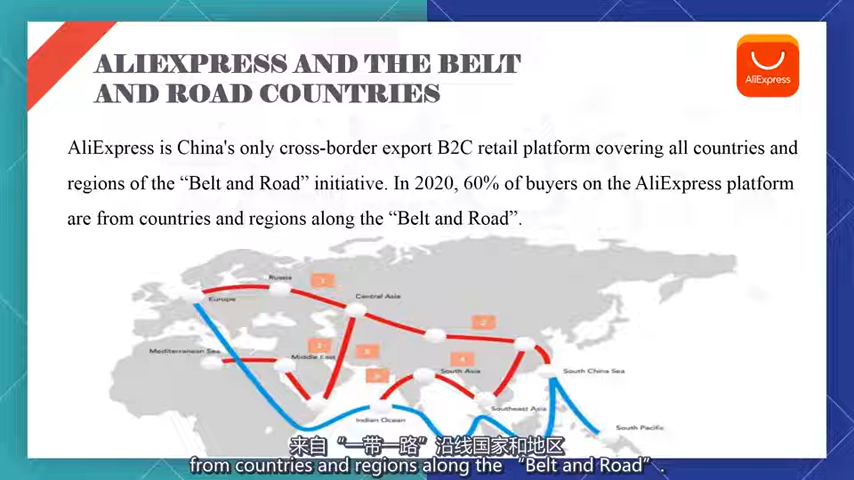 ALIEXPRESS AND THE BELT
AND ROAD COUNTRIES
AliExpress
AliExpress is China's only cross-border export B2C retail platform covering all countries and
regions of the “Belt and Road” initiative. In 2020, 60% of buyers on the AliExpress platform
are from countries and regions along the “Belt and Road”.
Russia
1
Europe
Central Asia
2
Mediterranean Sea
Middle East
South Asia
South China Sea
Southeast Asia
Indian Ocean
South Pacific
来自“一带一路”沿线国家和地区
from countries and regions along the “Belt and Road”.